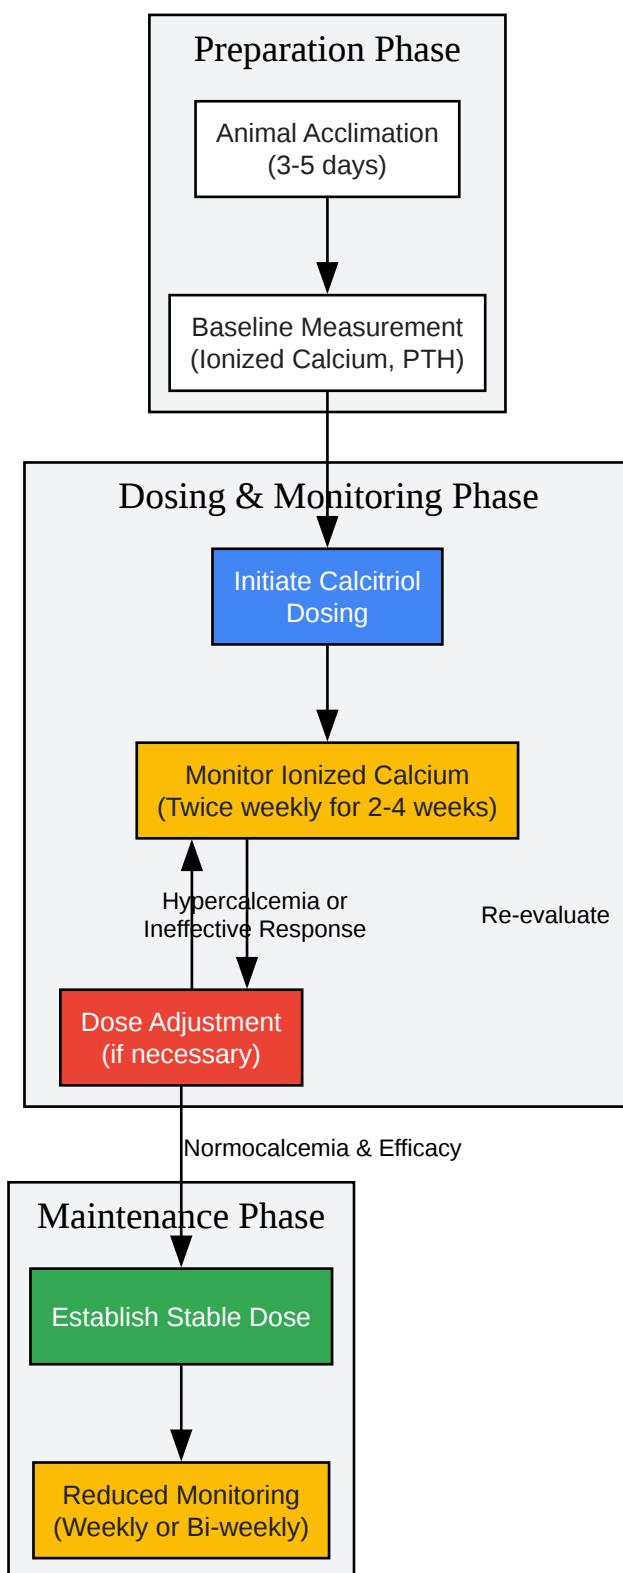 Preparation Phase
Animal Acclimation
(3-5 days)
Baseline Measurement
(Ionized Calcium, PTH)
Dosing & Monitoring Phase
Initiate Calcitriol
Dosing
Monitor Ionized Calcium
(Twice weekly for 2-4 weeks)
Hypercalcemia or
Ineffective Response
Re-evaluate
Dose Adjustment
(if necessary)
Normocalcemia & Efficacy
Maintenance Phase
Establish Stable Dose
Reduced Monitoring
(Weekly or Bi-weekly)